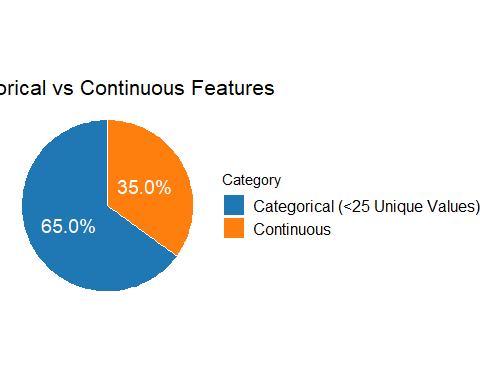 orical vs Continuous Features
35.0%
65.0%
Category
Categorical (<25 Unique Values)
Continuous